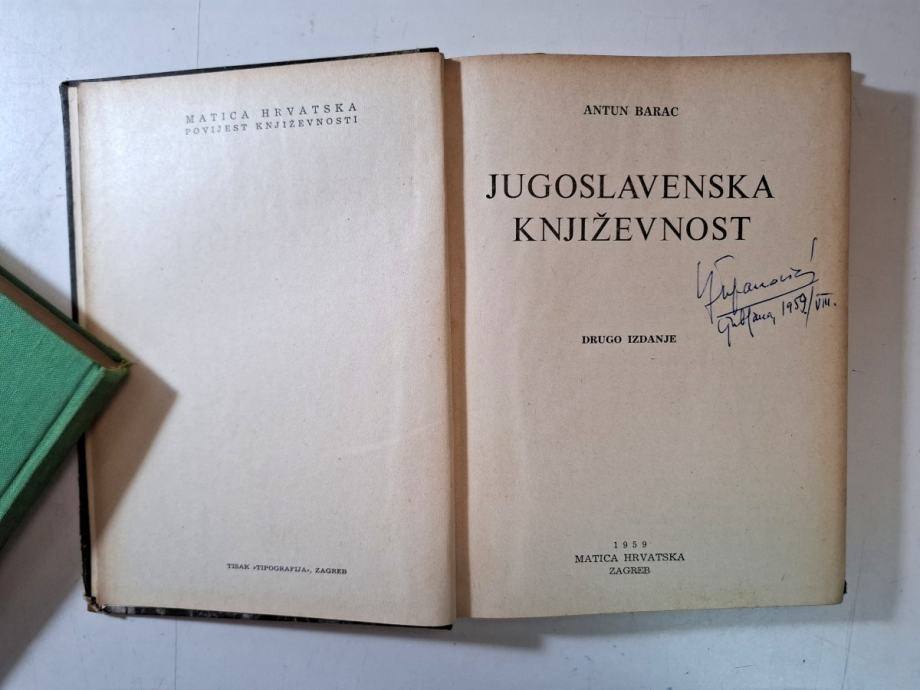 MATICA HRVATSKA
POVIJEST KNJIŽEVNOSTI
TISAK »TIPOGRAFIJA«, ZAGREB
ANTUN BARAC
JUGOSLAVENSKA
KNJIŽEVNOST
Ljubljana, 1959/VIII.
DRUGO IZDANJE
1959
MATICA HRVATSKA
ZAGREB